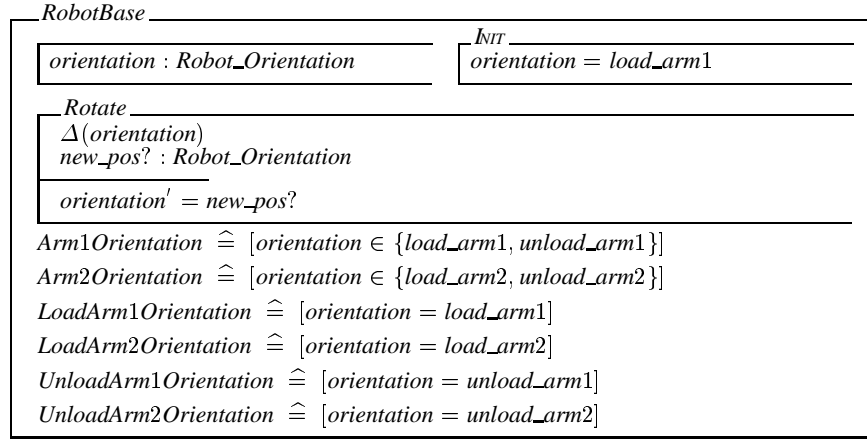 RobotBase
orientation : Robot_Orientation
INIT
orientation = load_arm1
Rotate
Δ(orientation)
new_pos? : Robot_Orientation
orientation′ = new_pos?
Arm1Orientation ≙ [orientation ∈ {load_arm1, unload_arm1}]
Arm2Orientation ≙ [orientation ∈ {load_arm2, unload_arm2}]
LoadArm1Orientation ≙ [orientation = load_arm1]
LoadArm2Orientation ≙ [orientation = load_arm2]
UnloadArm1Orientation ≙ [orientation = unload_arm1]
UnloadArm2Orientation ≙ [orientation = unload_arm2]